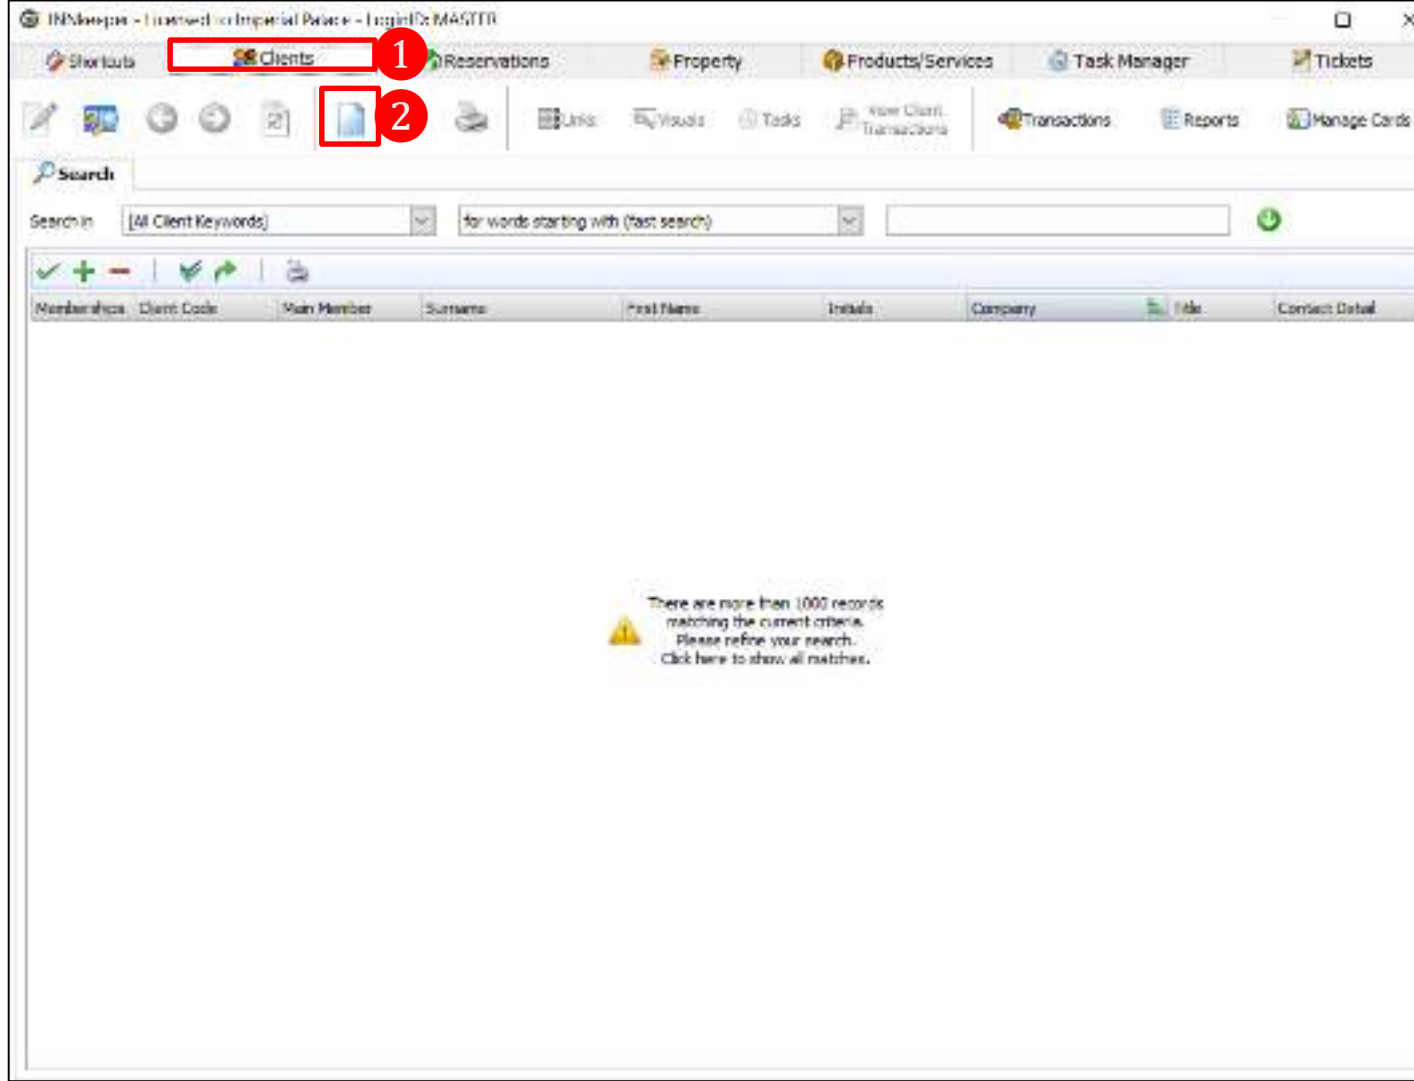 INNkeeper - Licensed to Imperial Palace - LoginID: MASTER
Shortcuts Clients 1 Reservations Property Products/Services Task Manager Tickets
2 Links Visuals Tasks View Client Transactions Transactions Reports Manage Cards
Search
Search in [All Client Keywords] for words starting with (fast search)
Memberships Client Code Main Member Surname First Name Initials Company Title Contact Detail
There are more than 1000 records
matching the current criteria.
Please refine your search.
Click here to show all matches.